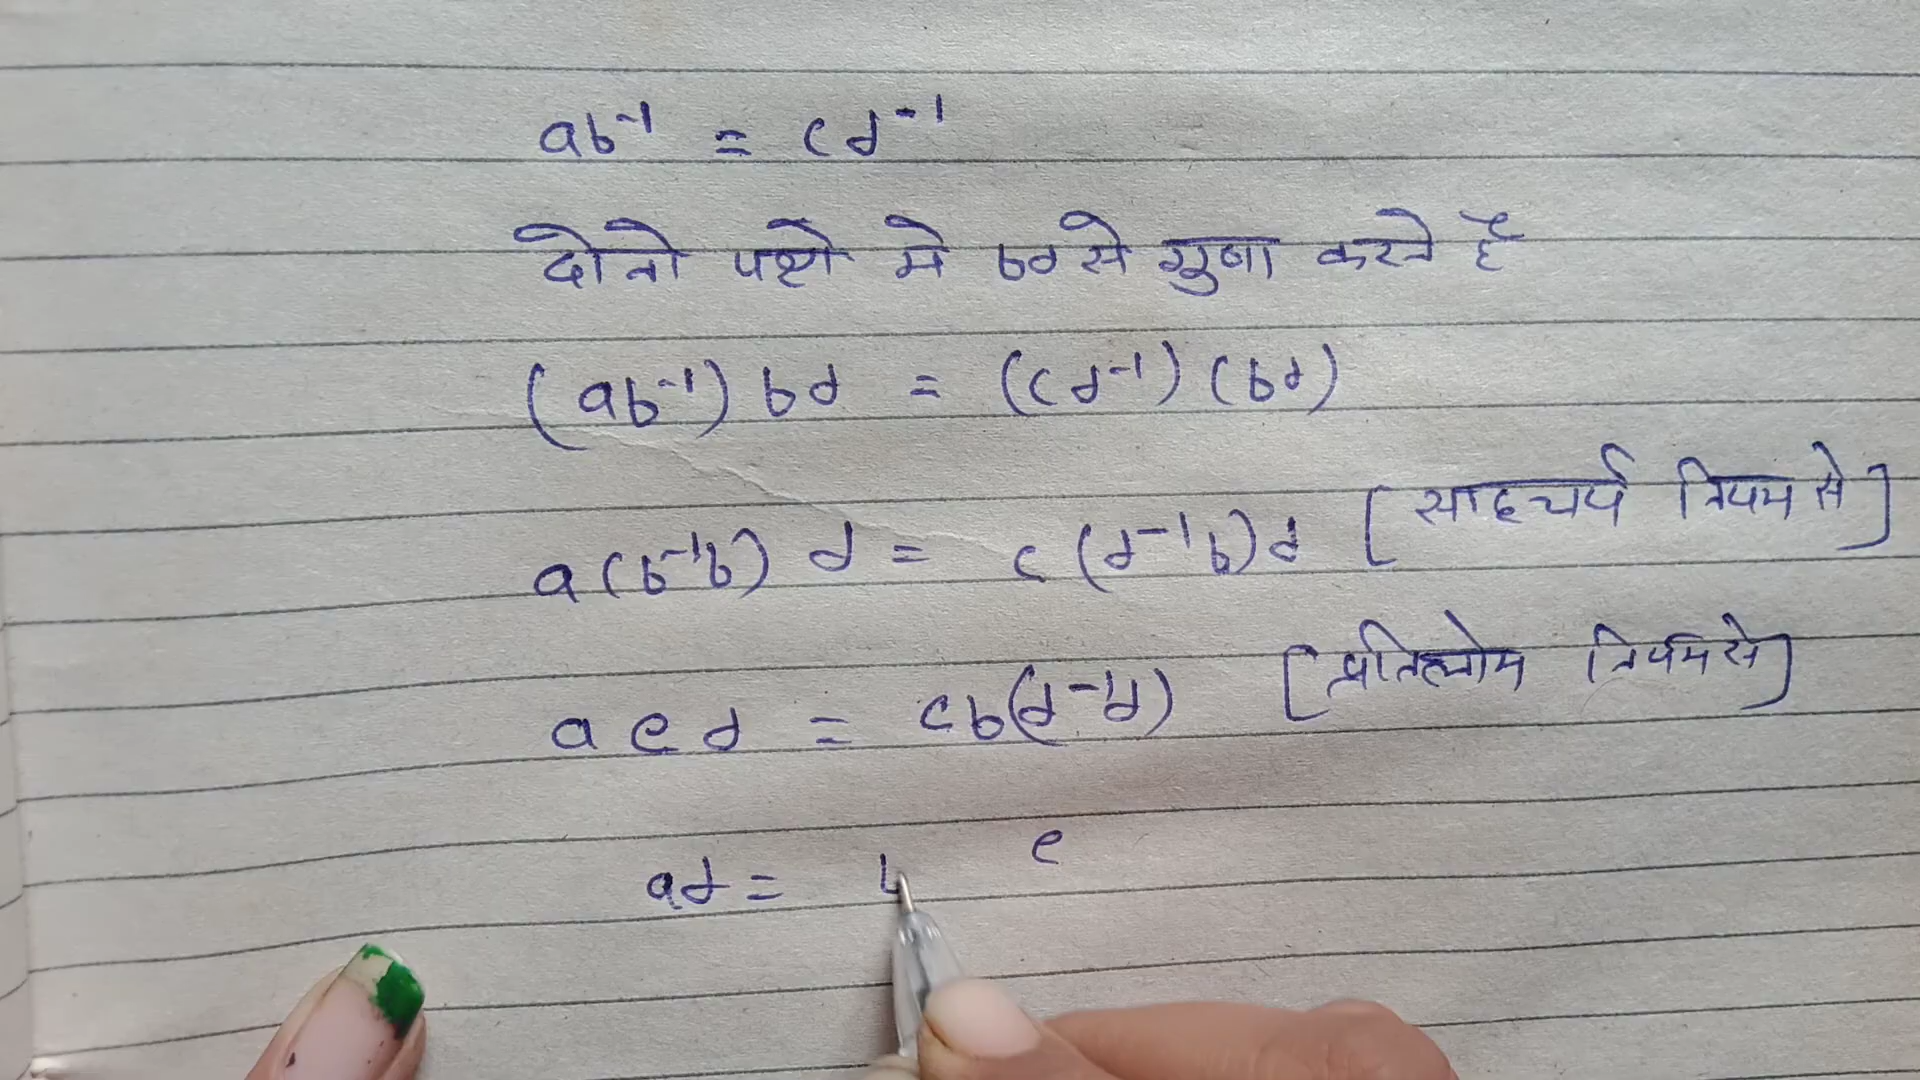 ab⁻¹ = cd⁻¹
दोनो पक्षो मे bd से गुणा करते है
(ab⁻¹) bd = (cd⁻¹) (bd)
a(b⁻¹b) d = c(d⁻¹b)d [साहचर्य नियम से]
a e d = cb(d⁻¹d) [प्रतिलोम नियम से]
e
ad =